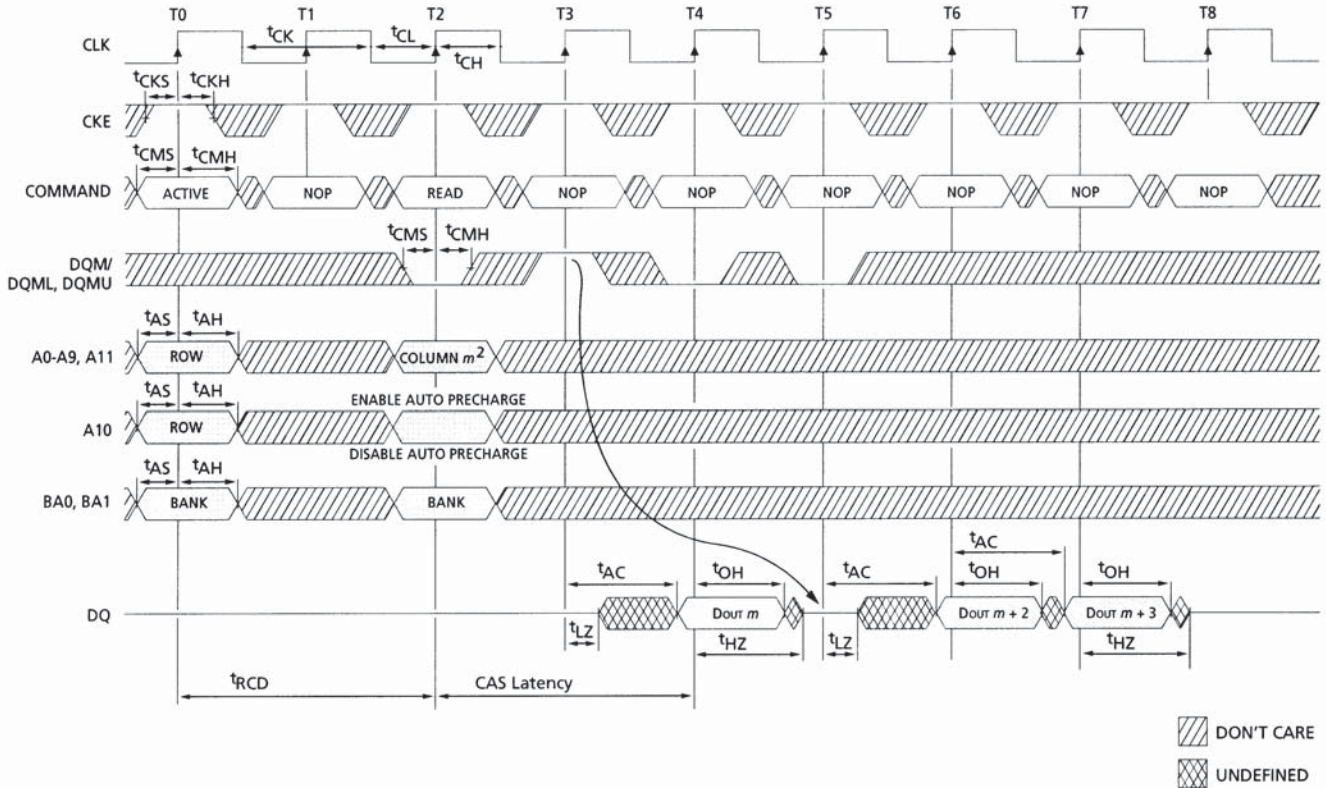 T0 T1 T2 T3 T4 T5 T6 T7 T8
CLK tCK tCL tCH
tCKS tCKH
CKE
tCMS tCMH
COMMAND ACTIVE NOP READ NOP NOP NOP NOP NOP NOP
tCMS tCMH
DQM/
DQML, DQMU
tAS tAH
A0-A9, A11 ROW COLUMN m2
tAS tAH ENABLE AUTO PRECHARGE
A10 ROW
DISABLE AUTO PRECHARGE
tAS tAH
BA0, BA1 BANK BANK
tAC
tAC tOH tAC tOH tOH
DQ DOUT m DOUT m + 2 DOUT m + 3
tLZ tHZ tLZ tHZ
tRCD CAS Latency
DON'T CARE
UNDEFINED